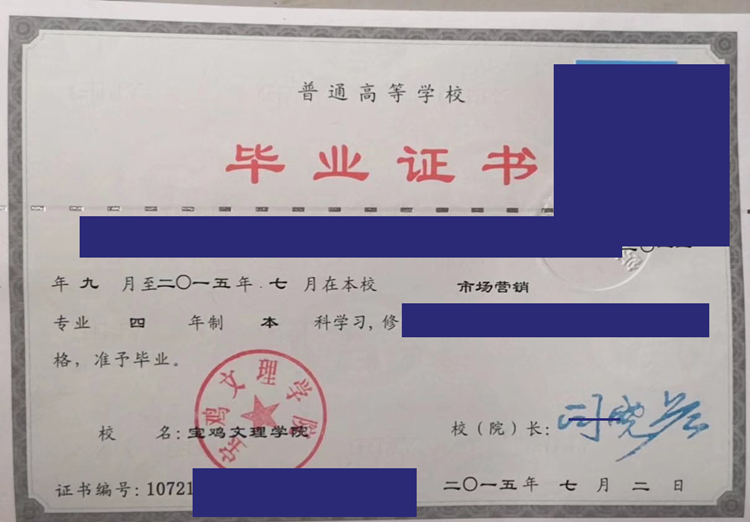 普通高等学校
毕业证书
年九月至二〇一五年七月在本校 市场营销
专业 四 年制 本 科学习,修
格,准予毕业。
宝鸡文理学院
校 名:宝鸡文理学院 校(院)长:
证书编号:10721 二〇一五年 七 月 二 日